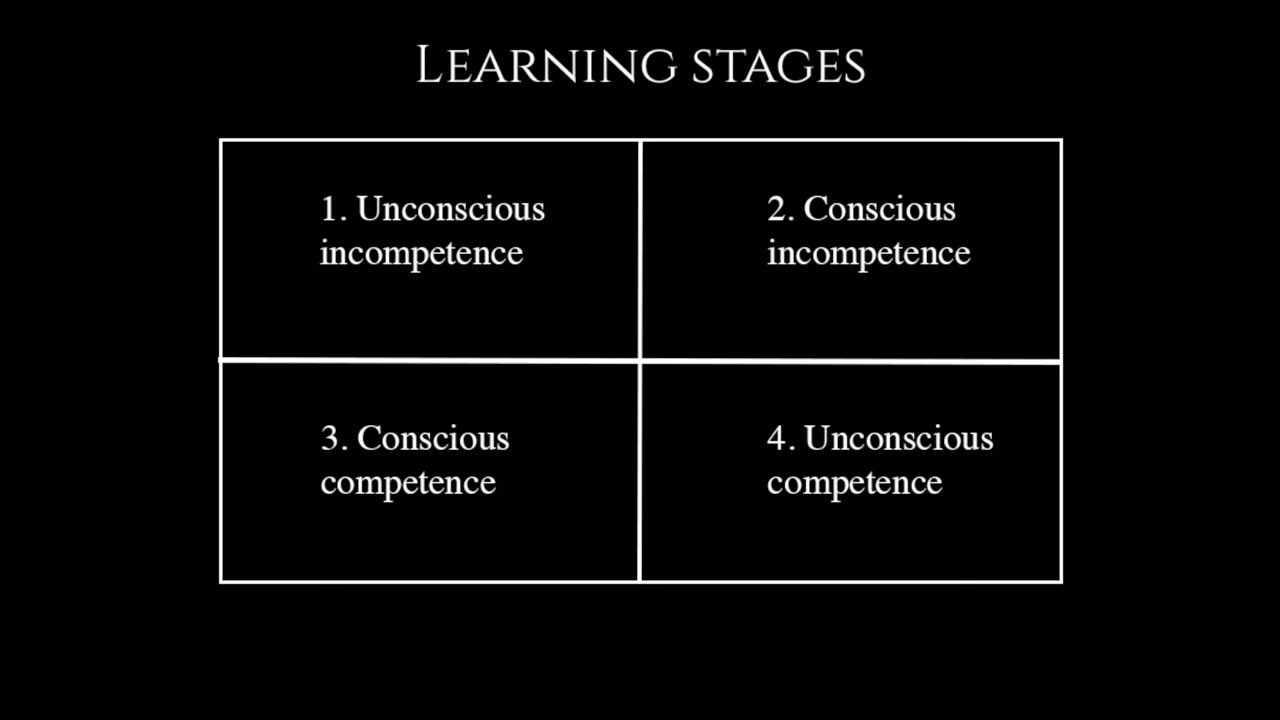 Learning stages
1. Unconscious
incompetence
2. Conscious
incompetence
3. Conscious
competence
4. Unconscious
competence